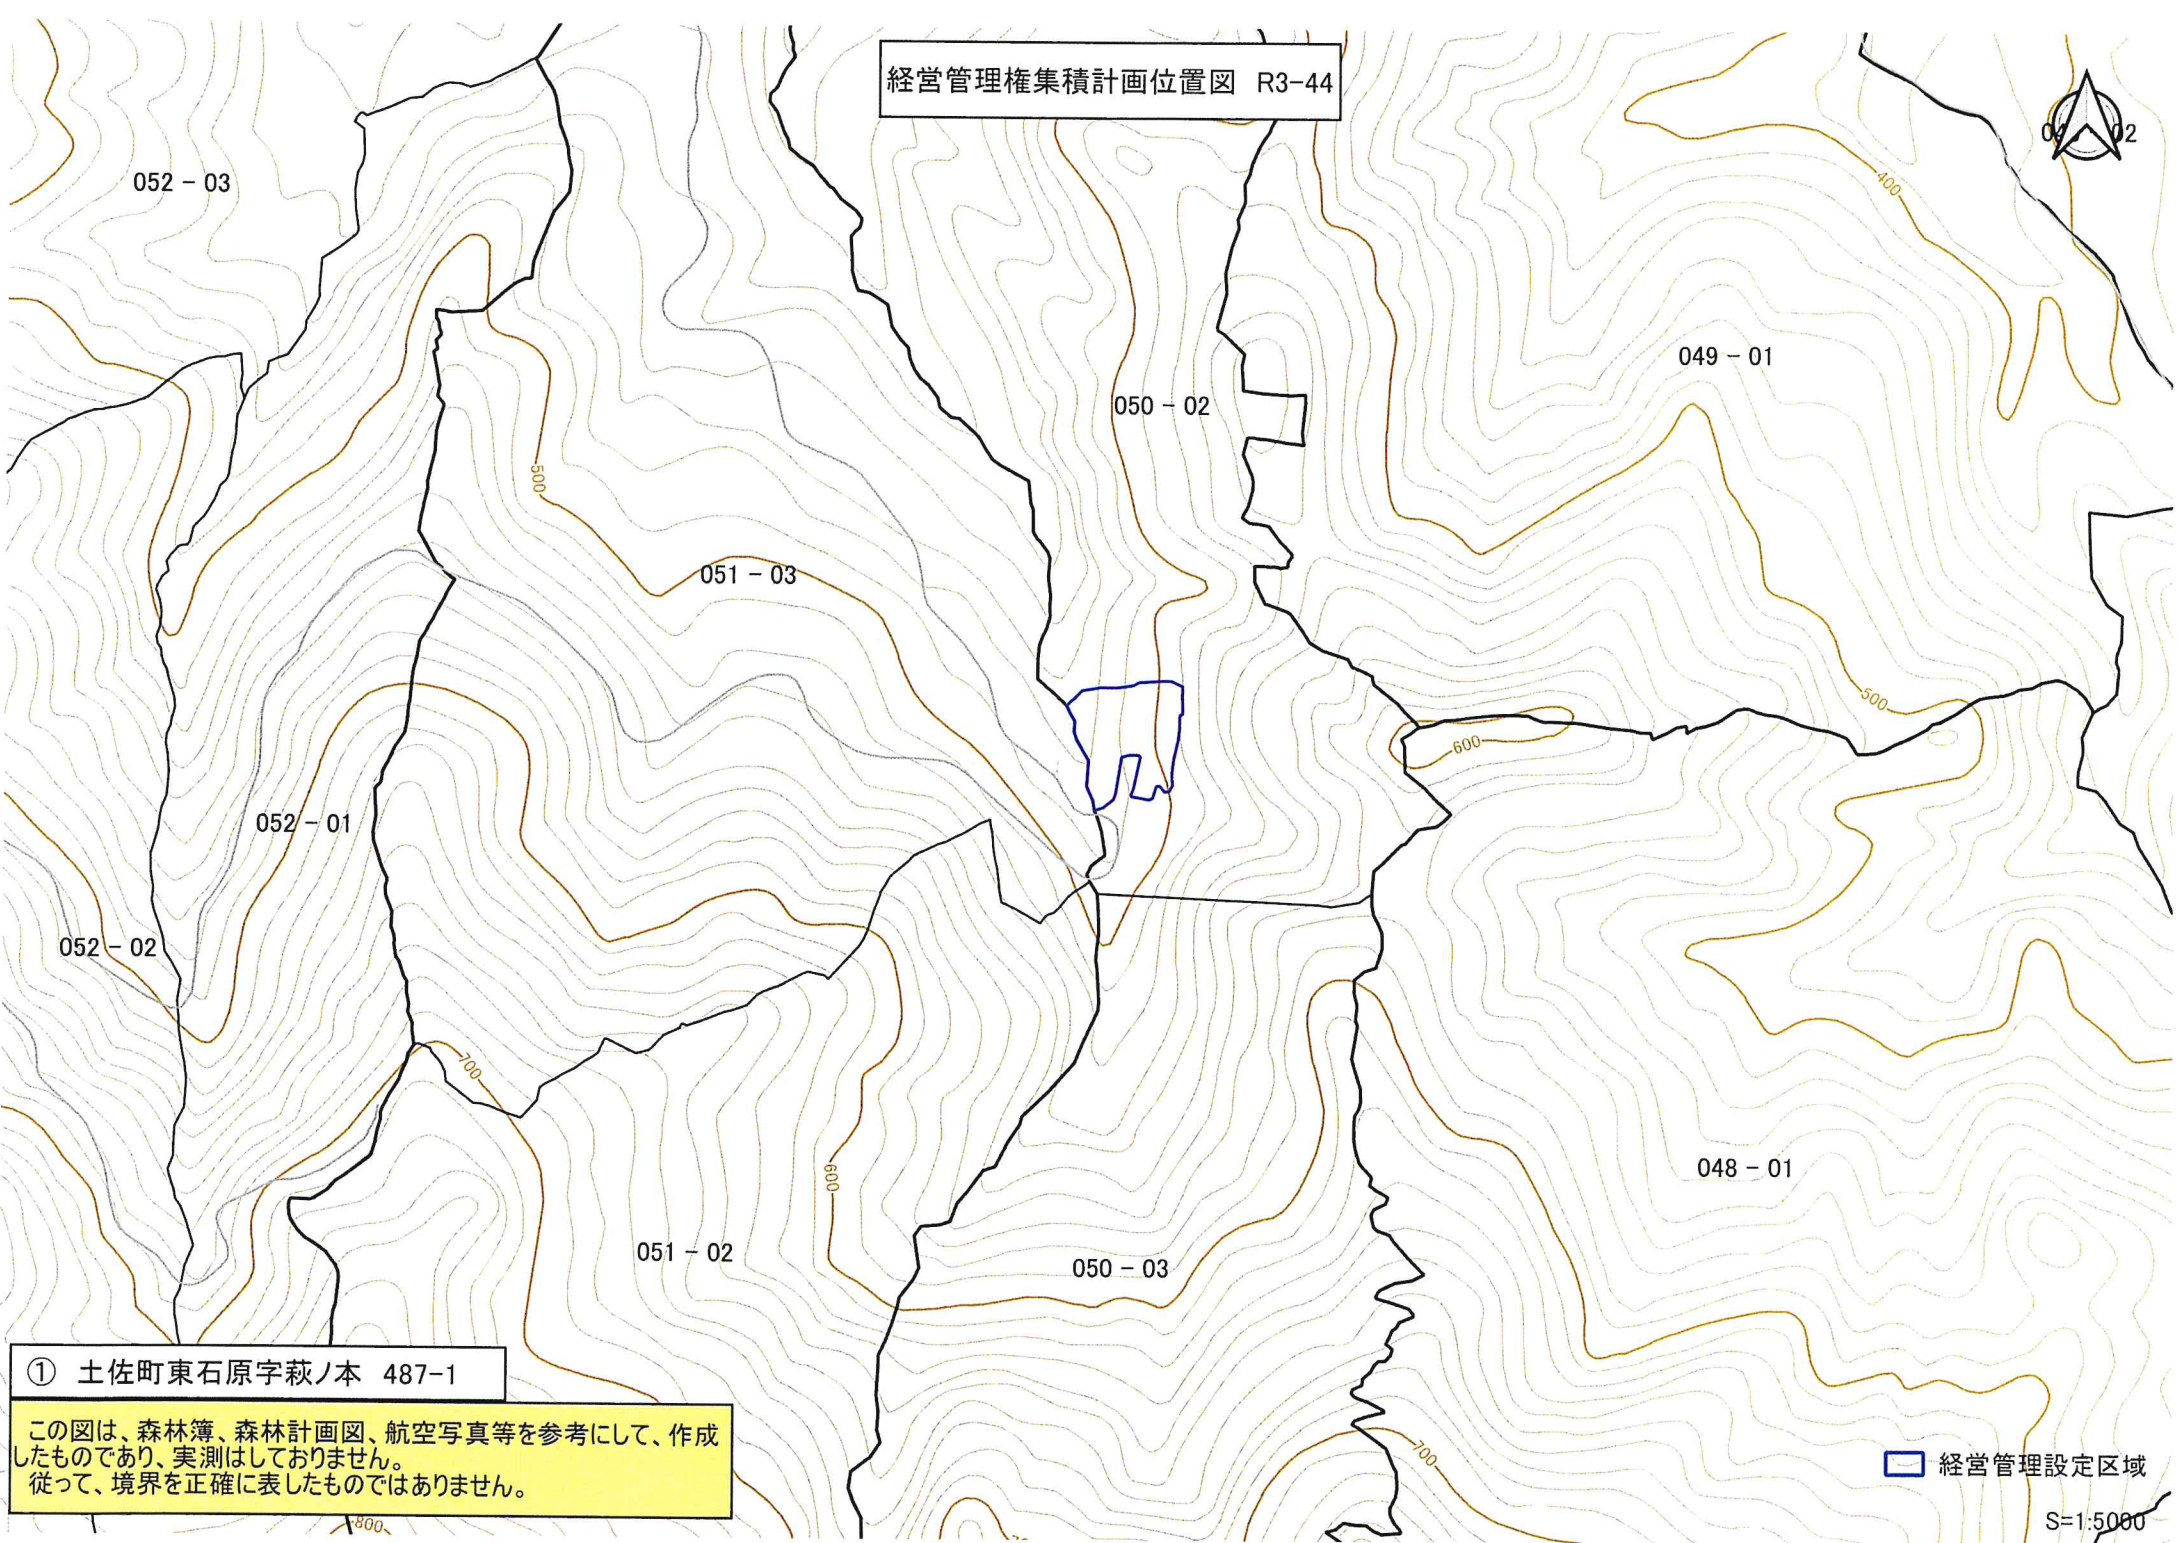 経営管理権集積計画位置図 R3-44
02
052 - 03
400
049 - 01
050 - 02
500
051 - 03
500
600
052 - 01
052 - 02
700
048 - 01
600
051 - 02
050 - 03
① 土佐町東石原字萩ノ本 487-1
この図は、森林簿、森林計画図、航空写真等を参考にして、作成
したものであり、実測はしておりません。
従って、境界を正確に表したものではありません。
700
経営管理設定区域
800
S=1:5000